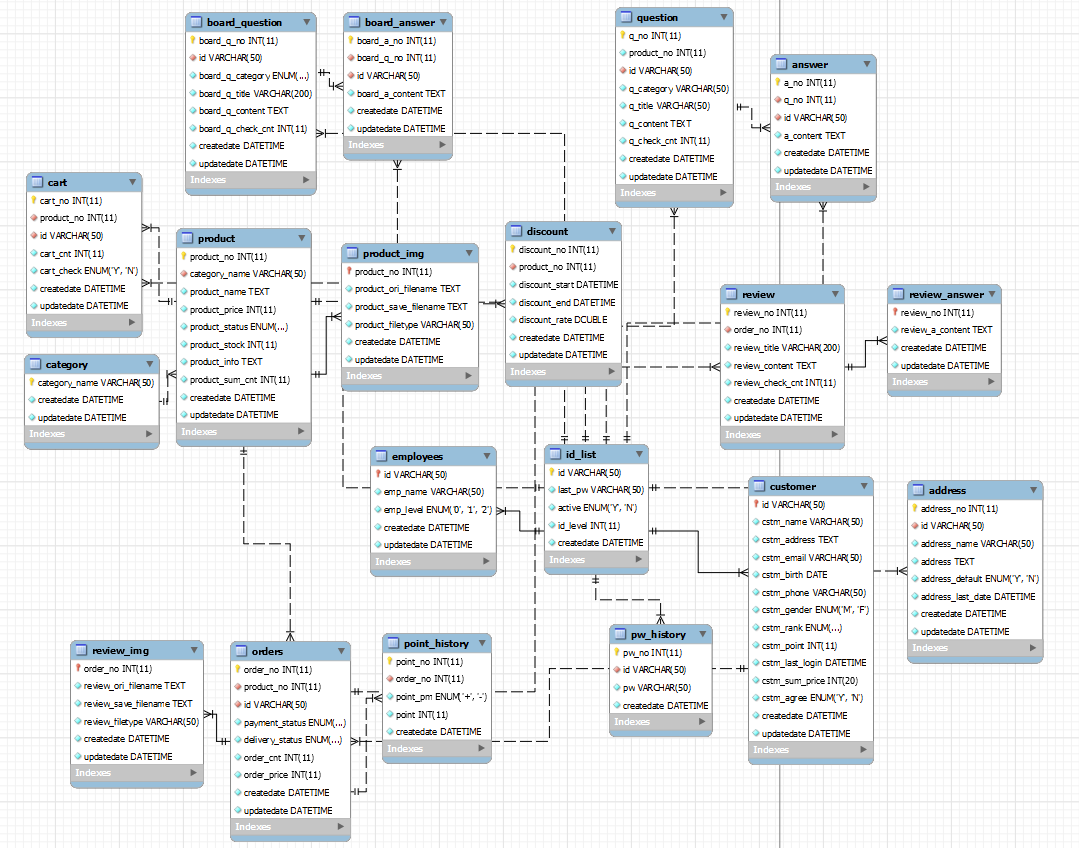 board_question
board_q_no INT(11)
id VARCHAR(50)
board_q_category ENUM(...)
board_q_title VARCHAR(200)
board_q_content TEXT
board_q_check_cnt INT(11)
createdate DATETIME
updatedate DATETIME
Indexes
board_answer
board_a_no INT(11)
board_q_no INT(11)
id VARCHAR(50)
board_a_content TEXT
createdate DATETIME
updatedate DATETIME
Indexes
question
q_no INT(11)
product_no INT(11)
id VARCHAR(50)
q_category VARCHAR(50)
q_title VARCHAR(50)
q_content TEXT
q_check_cnt INT(11)
createdate DATETIME
updatedate DATETIME
Indexes
answer
a_no INT(11)
q_no INT(11)
id VARCHAR(50)
a_content TEXT
createdate DATETIME
updatedate DATETIME
Indexes
cart
cart_no INT(11)
product_no INT(11)
id VARCHAR(50)
cart_cnt INT(11)
cart_check ENUM('Y', 'N')
createdate DATETIME
updatedate DATETIME
Indexes
product
product_no INT(11)
category_name VARCHAR(50)
product_name TEXT
product_price INT(11)
product_status ENUM(...)
product_stock INT(11)
product_info TEXT
product_sum_cnt INT(11)
createdate DATETIME
updatedate DATETIME
Indexes
product_img
product_no INT(11)
product_ori_filename TEXT
product_save_filename TEXT
product_filetype VARCHAR(50)
createdate DATETIME
updatedate DATETIME
Indexes
discount
discount_no INT(11)
product_no INT(11)
discount_start DATETIME
discount_end DATETIME
discount_rate DOUBLE
createdate DATETIME
updatedate DATETIME
Indexes
review
review_no INT(11)
order_no INT(11)
review_title VARCHAR(200)
review_content TEXT
review_check_cnt INT(11)
createdate DATETIME
updatedate DATETIME
Indexes
review_answer
review_no INT(11)
review_a_content TEXT
createdate DATETIME
updatedate DATETIME
Indexes
category
category_name VARCHAR(50)
createdate DATETIME
updatedate DATETIME
Indexes
employees
id VARCHAR(50)
emp_name VARCHAR(50)
emp_level ENUM('0', '1', '2')
createdate DATETIME
updatedate DATETIME
Indexes
id_list
id VARCHAR(50)
last_pw VARCHAR(50)
active ENUM('Y', 'N')
id_level INT(11)
createdate DATETIME
Indexes
customer
id VARCHAR(50)
cstm_name VARCHAR(50)
cstm_address TEXT
cstm_email VARCHAR(50)
cstm_birth DATE
cstm_phone VARCHAR(50)
cstm_gender ENUM('M', 'F')
cstm_rank ENUM(...)
cstm_point INT(11)
cstm_last_login DATETIME
cstm_sum_price INT(20)
cstm_agree ENUM('Y', 'N')
createdate DATETIME
updatedate DATETIME
Indexes
address
address_no INT(11)
id VARCHAR(50)
address_name VARCHAR(50)
address TEXT
address_default ENUM('Y', 'N')
address_last_date DATETIME
createdate DATETIME
updatedate DATETIME
Indexes
review_img
order_no INT(11)
review_ori_filename TEXT
review_save_filename TEXT
review_filetype VARCHAR(50)
createdate DATETIME
updatedate DATETIME
Indexes
orders
order_no INT(11)
product_no INT(11)
id VARCHAR(50)
payment_status ENUM(...)
delivery_status ENUM(...)
order_cnt INT(11)
order_price INT(11)
createdate DATETIME
updatedate DATETIME
Indexes
point_history
point_no INT(11)
order_no INT(11)
point_pm ENUM('+', '-')
point INT(11)
createdate DATETIME
Indexes
pw_history
pw_no INT(11)
id VARCHAR(50)
pw VARCHAR(50)
createdate DATETIME
Indexes